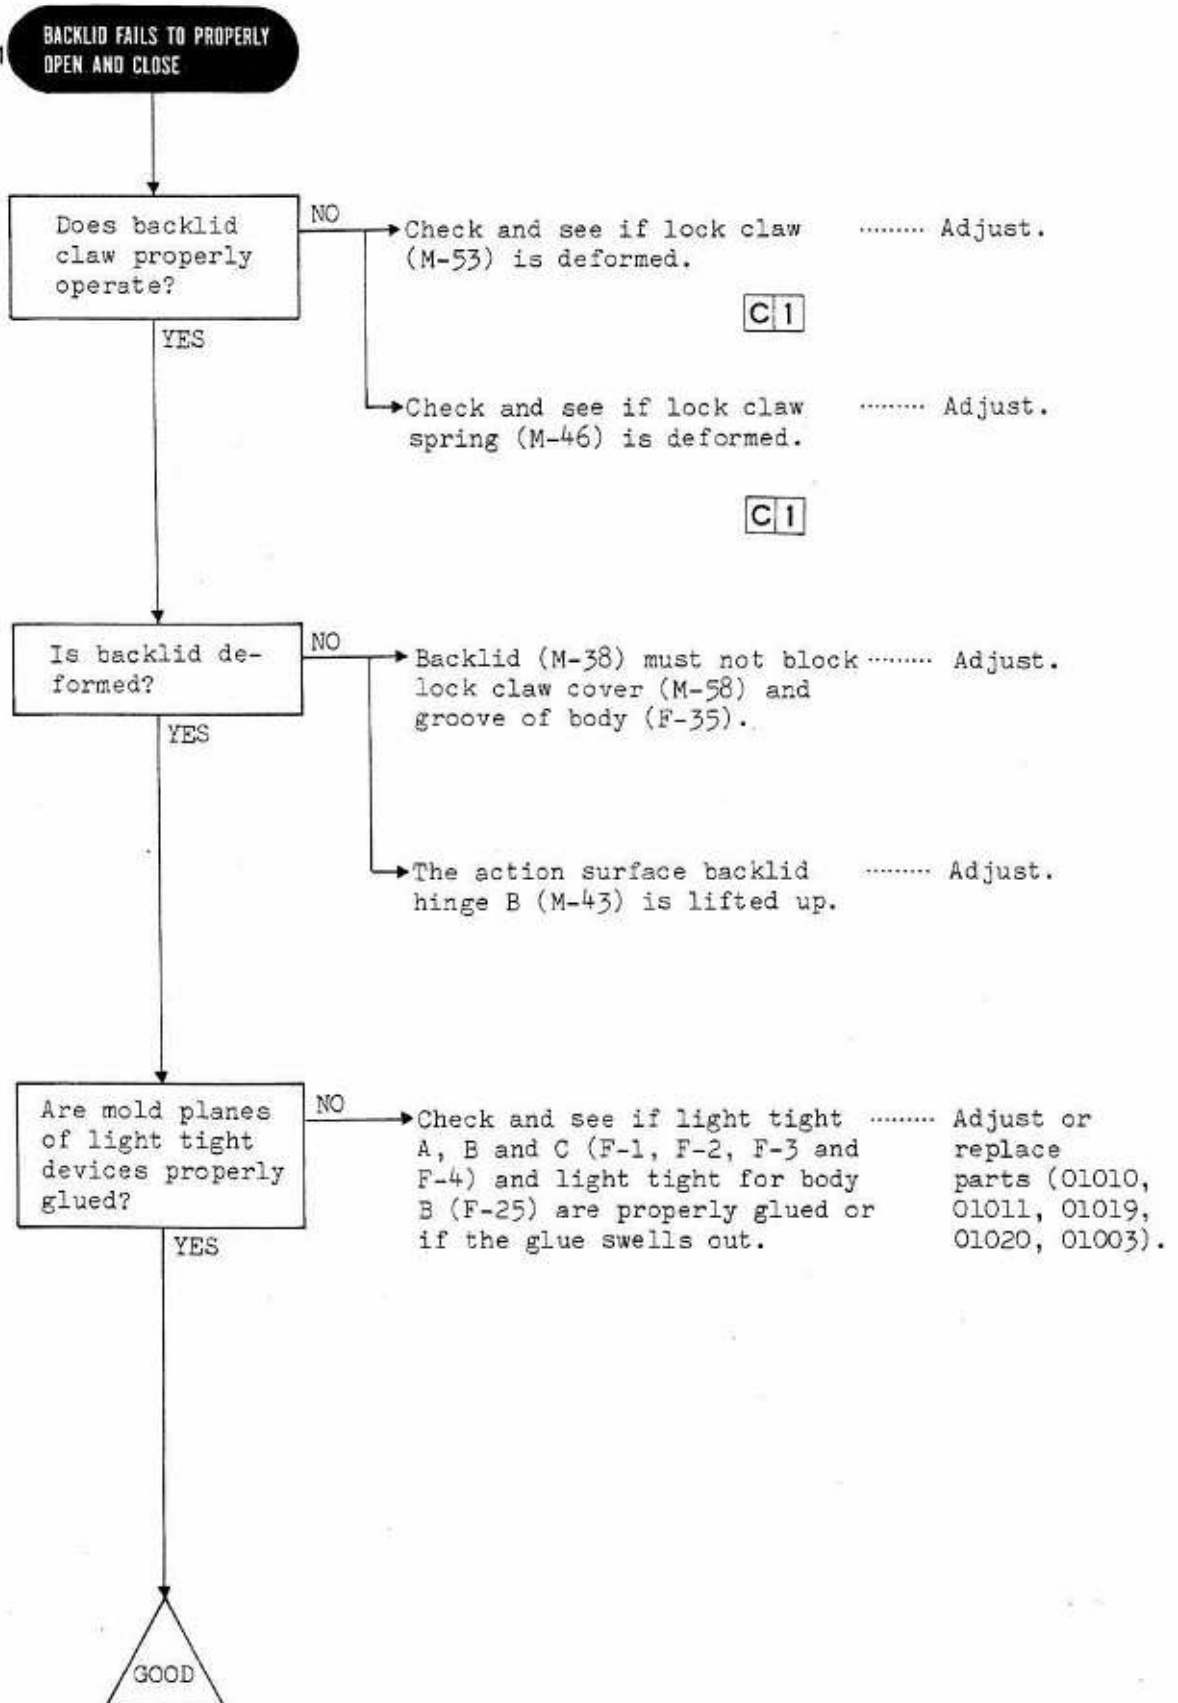 BACKLID FAILS TO PROPERLY
OPEN AND CLOSE
Does backlid
claw properly
operate?
NO
Check and see if lock claw ········· Adjust.
(M-53) is deformed.
C 1
YES
Check and see if lock claw ········· Adjust.
spring (M-46) is deformed.
C 1
Is backlid de-
formed?
NO
Backlid (M-38) must not block ········· Adjust.
lock claw cover (M-58) and
groove of body (F-35).
YES
The action surface backlid ········· Adjust.
hinge B (M-43) is lifted up.
Are mold planes
of light tight
devices properly
glued?
NO
Check and see if light tight ········· Adjust or
A, B and C (F-1, F-2, F-3 and replace
F-4) and light tight for body parts (01010,
B (F-25) are properly glued or 01011, 01019,
if the glue swells out. 01020, 01003).
YES
GOOD